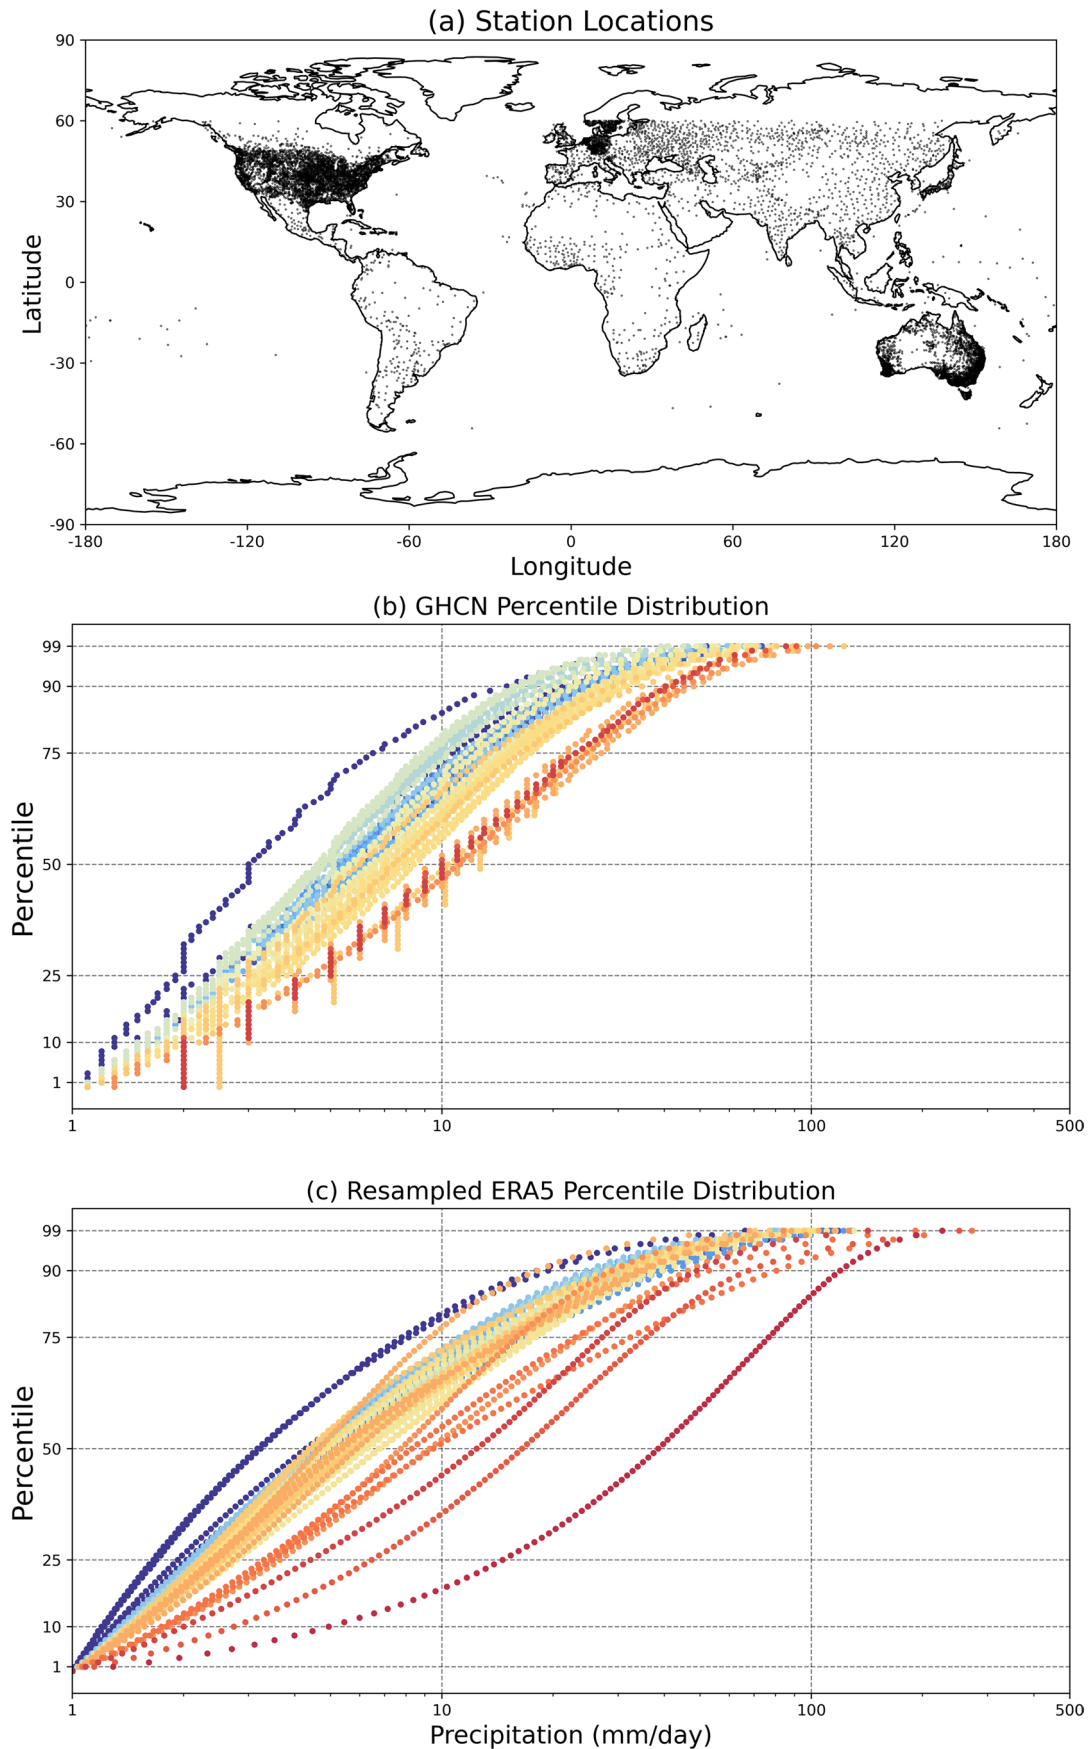 (a) Station Locations
90
60
30
0
-30
-60
-90
Latitude
-180 -120 -60 0 60 120 180
Longitude
(b) GHCN Percentile Distribution
99
90
75
50
25
10
1
Percentile
1 10 100 500
(c) Resampled ERA5 Percentile Distribution
99
90
75
50
25
10
1
Percentile
1 10 100 500
Precipitation (mm/day)